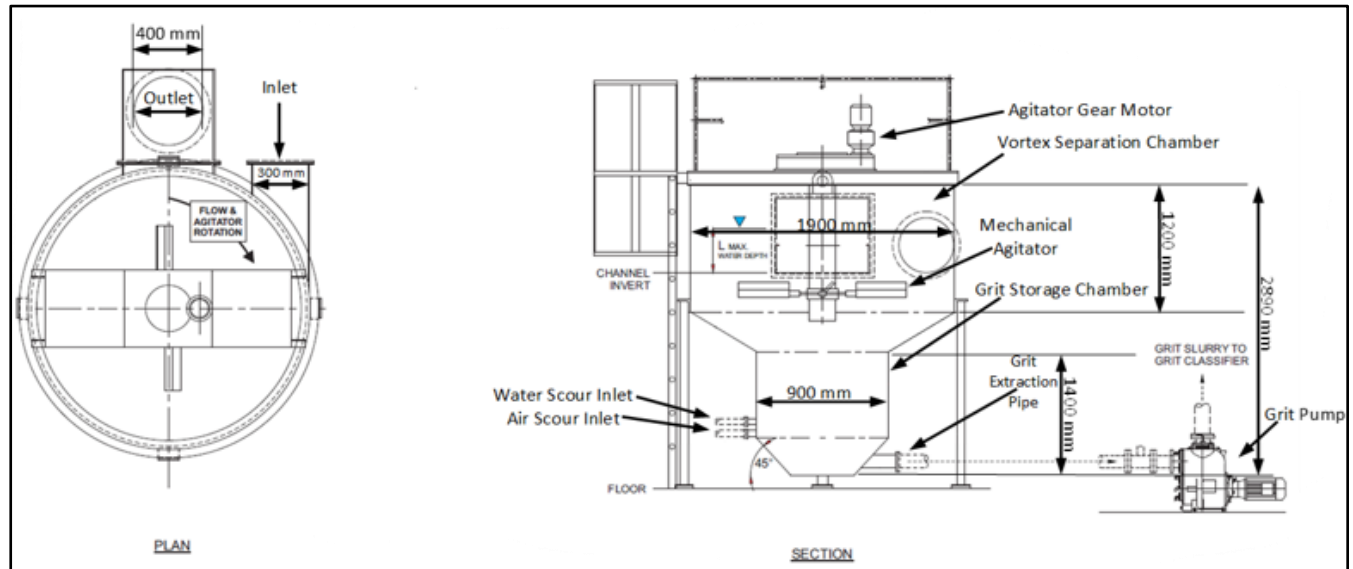 400 mm
Outlet
Inlet
300 mm
FLOW &
AGITATOR
ROTATION
PLAN
Agitator Gear Motor
Vortex Separation Chamber
1900 mm
L MAX.
WATER DEPTH
Mechanical
Agitator
CHANNEL
INVERT
Grit Storage Chamber
1200 mm
2890 mm
GRIT SLURRY TO
GRIT CLASSIFIER
Grit
Extraction
Pipe
1400 mm
Water Scour Inlet
Air Scour Inlet
900 mm
Grit Pump
45°
FLOOR
SECTION